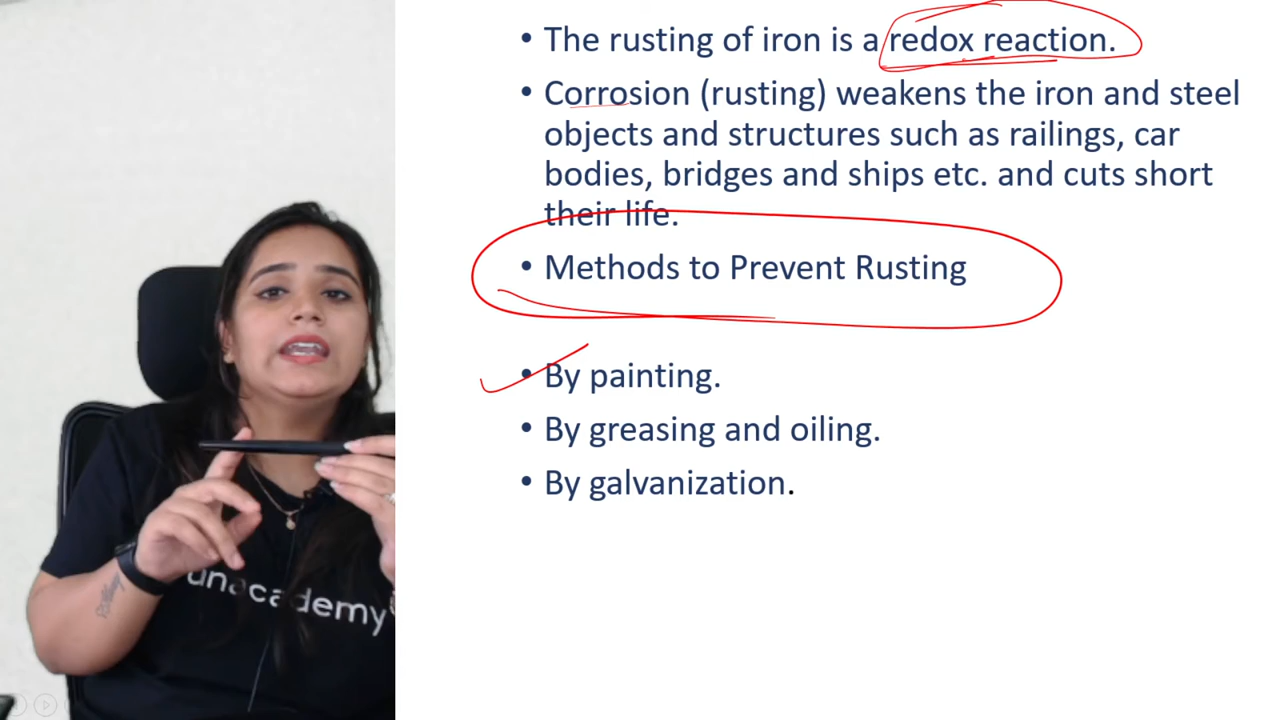 • The rusting of iron is a redox reaction.
• Corrosion (rusting) weakens the iron and steel
objects and structures such as railings, car
bodies, bridges and ships etc. and cuts short
their life.
• Methods to Prevent Rusting
• By painting.
• By greasing and oiling.
• By galvanization.
unacademy